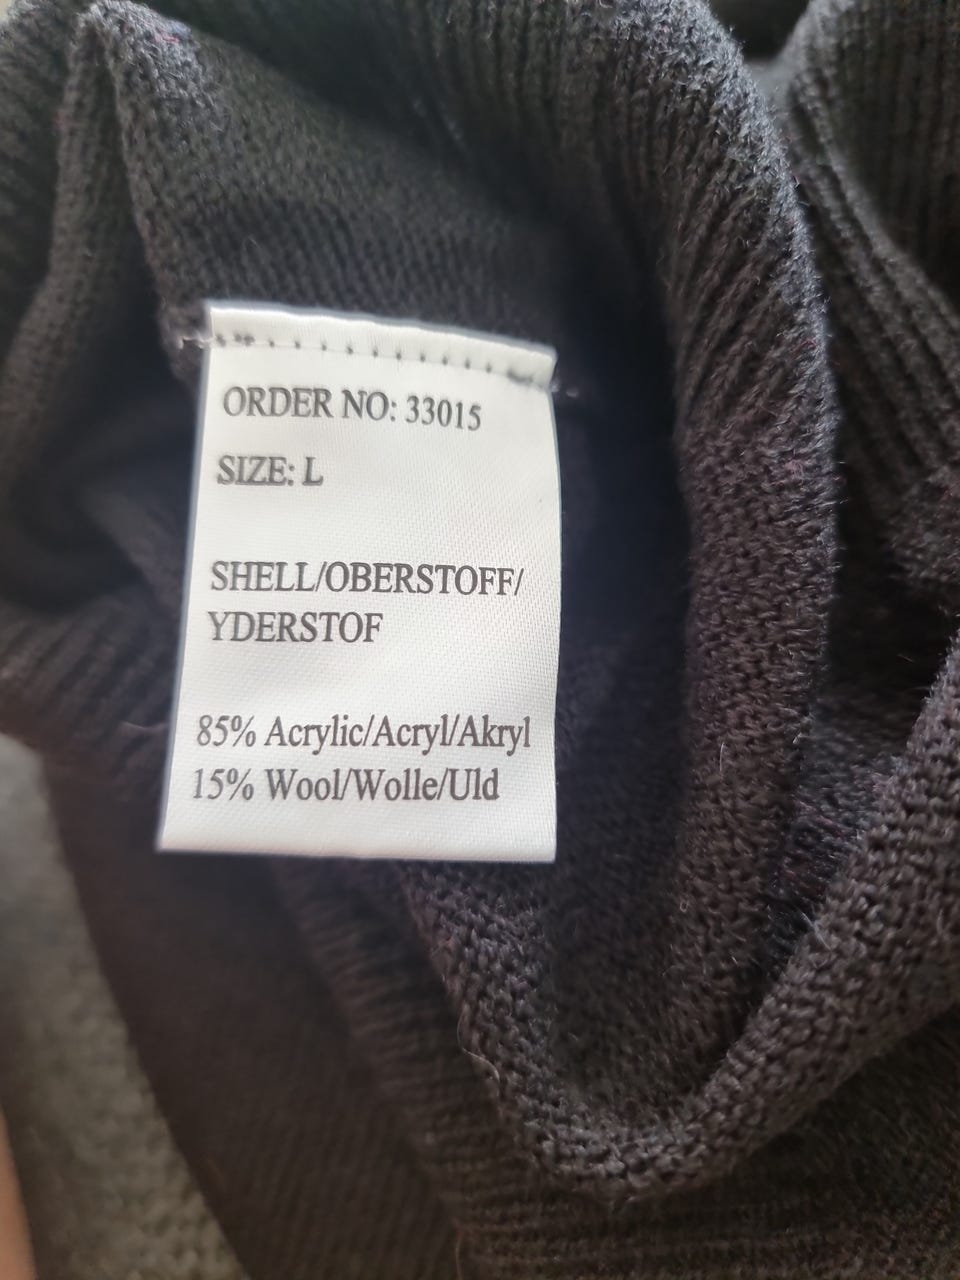 ORDER NO: 33015
SIZE: L
SHELL/OBERSTOFF/
YDERSTOF
85% Acrylic/Acryl/Akryl
15% Wool/Wolle/Uld